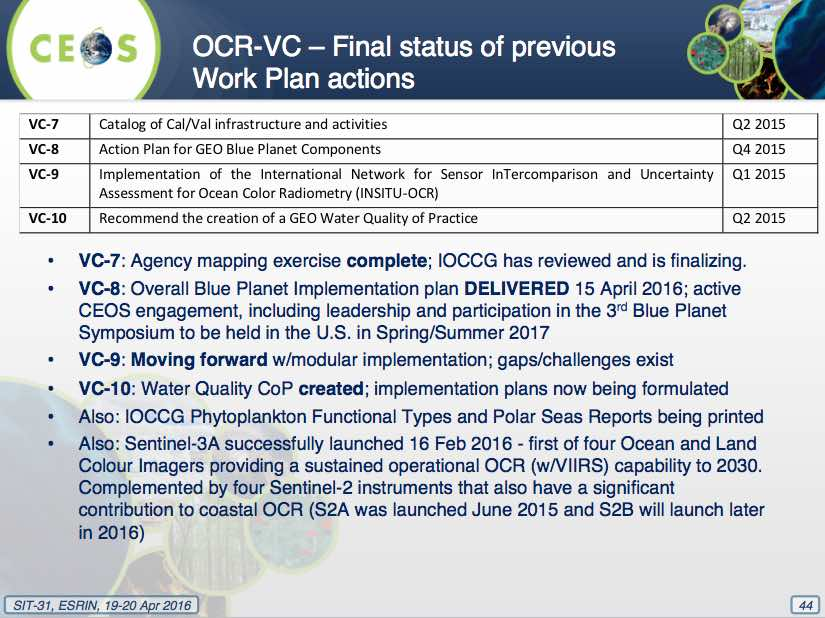 CEOS
OCR-VC – Final status of previous
Work Plan actions
VC-7 Catalog of Cal/Val infrastructure and activities Q2 2015
VC-8 Action Plan for GEO Blue Planet Components Q4 2015
VC-9 Implementation of the International Network for Sensor InTercomparison and Uncertainty Q1 2015
Assessment for Ocean Color Radiometry (INSITU-OCR)
VC-10 Recommend the creation of a GEO Water Quality of Practice Q2 2015
• VC-7: Agency mapping exercise complete; IOCCG has reviewed and is finalizing.
• VC-8: Overall Blue Planet Implementation plan DELIVERED 15 April 2016; active
CEOS engagement, including leadership and participation in the 3rd Blue Planet
Symposium to be held in the U.S. in Spring/Summer 2017
• VC-9: Moving forward w/modular implementation; gaps/challenges exist
• VC-10: Water Quality CoP created; implementation plans now being formulated
• Also: IOCCG Phytoplankton Functional Types and Polar Seas Reports being printed
• Also: Sentinel-3A successfully launched 16 Feb 2016 - first of four Ocean and Land
Colour Imagers providing a sustained operational OCR (w/VIIRS) capability to 2030.
Complemented by four Sentinel-2 instruments that also have a significant
contribution to coastal OCR (S2A was launched June 2015 and S2B will launch later
in 2016)
SIT-31, ESRIN, 19-20 Apr 2016
44